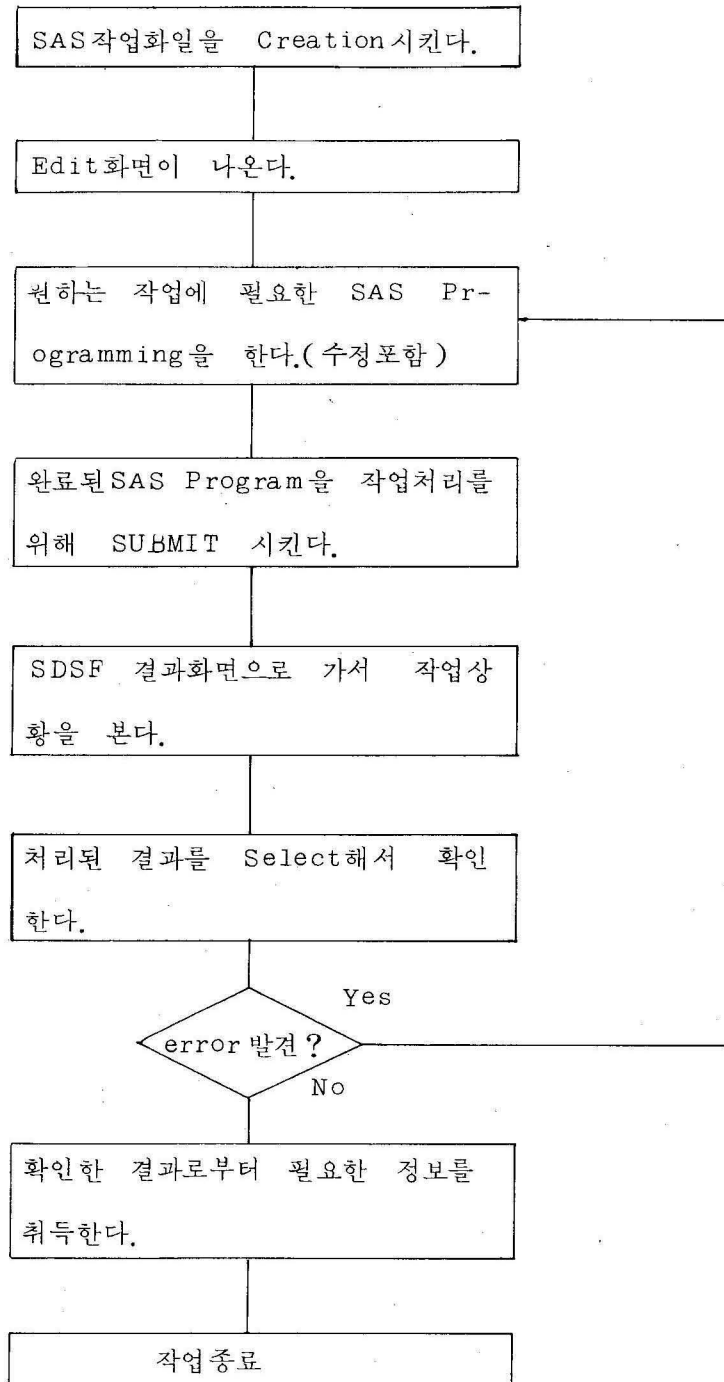 SAS작업화일을 Creation시킨다.
Edit화면이 나온다.
원하는 작업에 필요한 SAS Pr-
ogramming을 한다.(수정포함)
완료된 SAS Program을 작업처리를
위해 SUBMIT 시킨다.
SDSF 결과화면으로 가서 작업상
황을 본다.
처리된 결과를 Select해서 확인
한다.
Yes
error 발견?
No
확인한 결과로부터 필요한 정보를
취득한다.
작업종료